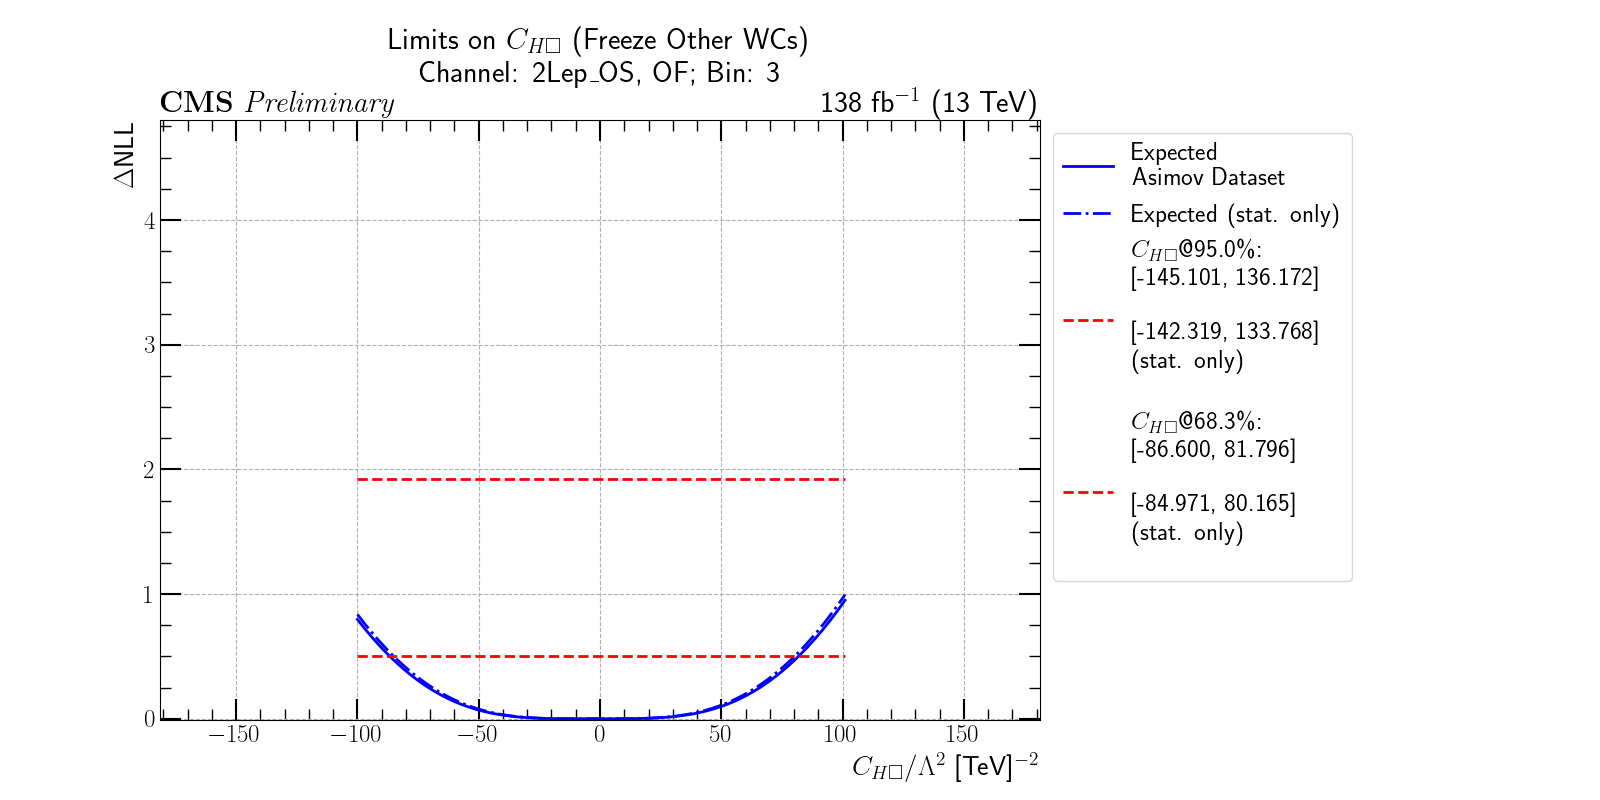 Limits on C_{H□} (Freeze Other WCs)
Channel: 2Lep_OS, OF; Bin: 3
CMS Preliminary
138 fb⁻¹ (13 TeV)
ΔNLL
4
3
2
1
0
−150
−100
−50
0
50
100
150
C_{H□}/Λ² [TeV]⁻²
Expected
Asimov Dataset
Expected (stat. only)
C_{H□}@95.0%:
[-145.101, 136.172]
[-142.319, 133.768]
(stat. only)
C_{H□}@68.3%:
[-86.600, 81.796]
[-84.971, 80.165]
(stat. only)